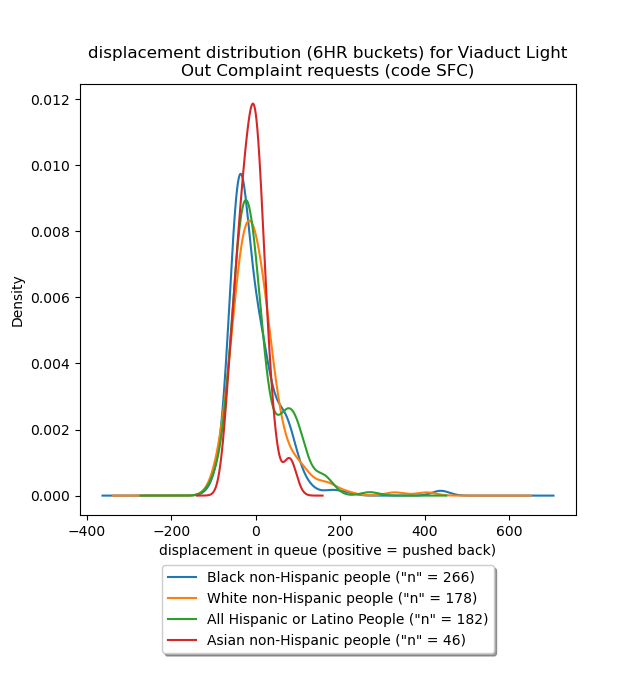 displacement distribution (6HR buckets) for Viaduct Light
Out Complaint requests (code SFC)
0.012
0.010
0.008
0.006
0.004
0.002
0.000
Density
−400
−200
0
200
400
600
displacement in queue (positive = pushed back)
Black non-Hispanic people ("n" = 266)
White non-Hispanic people ("n" = 178)
All Hispanic or Latino People ("n" = 182)
Asian non-Hispanic people ("n" = 46)